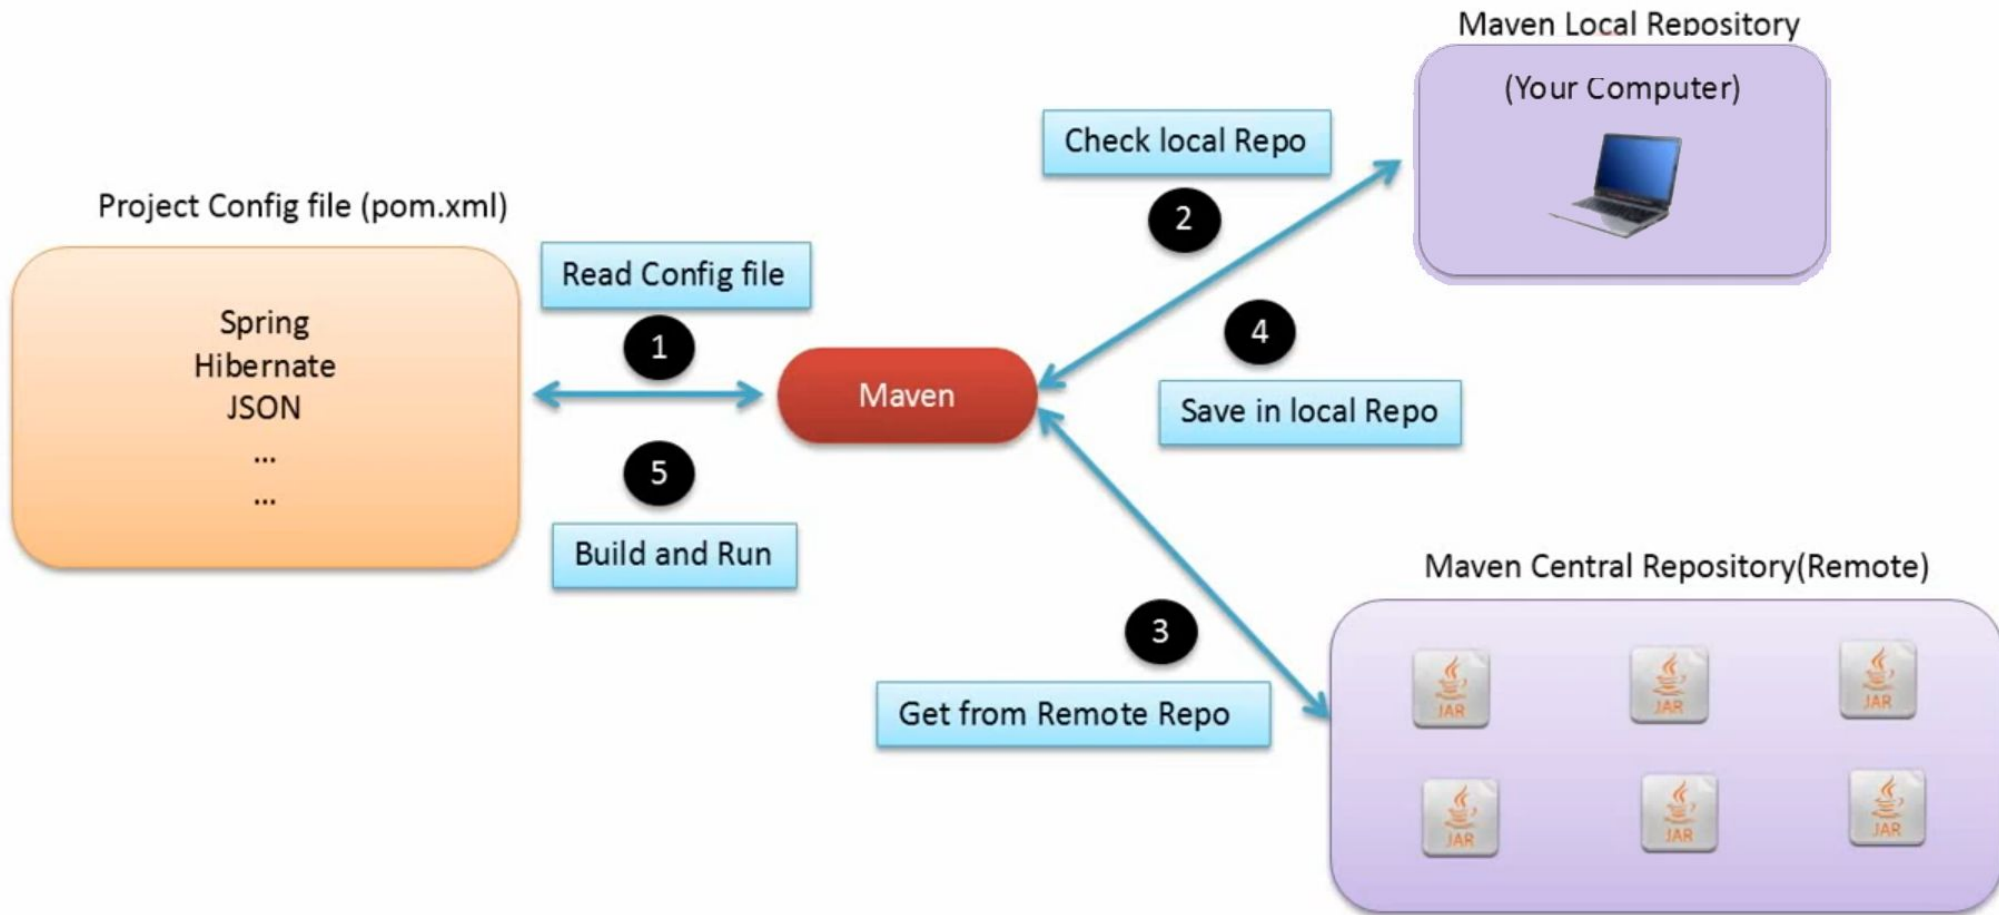 Maven Local Repository
(Your Computer)
Check local Repo
2
Project Config file (pom.xml)
Read Config file
1
Spring
Hibernate
JSON
...
...
Maven
4
Save in local Repo
5
Build and Run
Maven Central Repository(Remote)
3
Get from Remote Repo
JAR
JAR
JAR
JAR
JAR
JAR